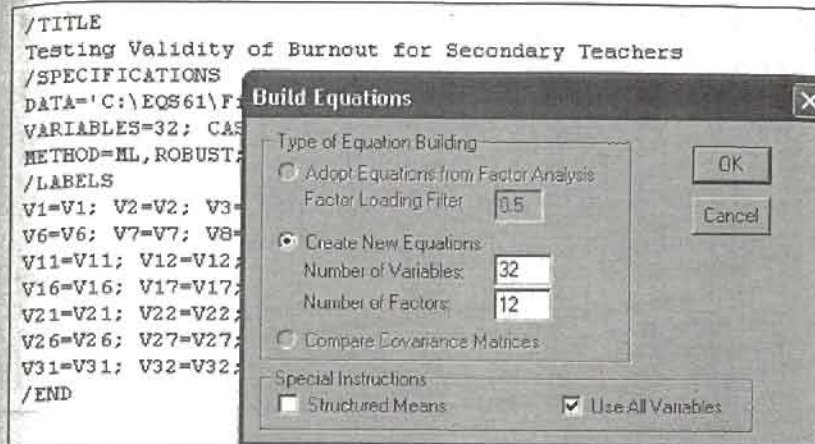 /TITLE
Testing Validity of Burnout for Secondary Teachers
/SPECIFICATIONS
DATA='C:\EQS61\Fi
VARIABLES=32; CAS
METHOD=ML,ROBUST;
/LABELS
V1=V1; V2=V2; V3=
V6=V6; V7=V7; V8=
V11=V11; V12=V12;
V16=V16; V17=V17;
V21=V21; V22=V22;
V26=V26; V27=V27;
V31=V31; V32=V32;
/END
Build Equations
Type of Equation Building
Adopt Equations from Factor Analysis
Factor Loading Filter 0.5
Create New Equations
Number of Variables: 32
Number of Factors: 12
Compare Covariance Matrices
Special Instructions
Structured Means
Use All Variables
OK
Cancel